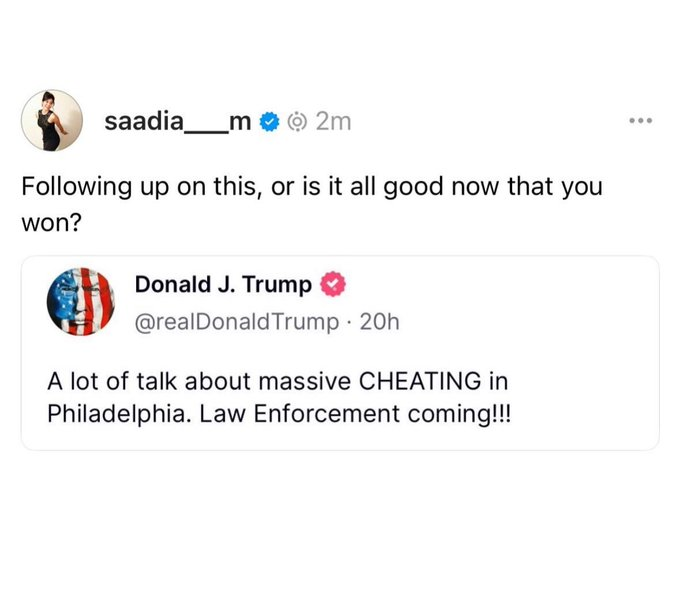 saadia___m 2m
Following up on this, or is it all good now that you
won?
Donald J. Trump
@realDonaldTrump · 20h
A lot of talk about massive CHEATING in
Philadelphia. Law Enforcement coming!!!